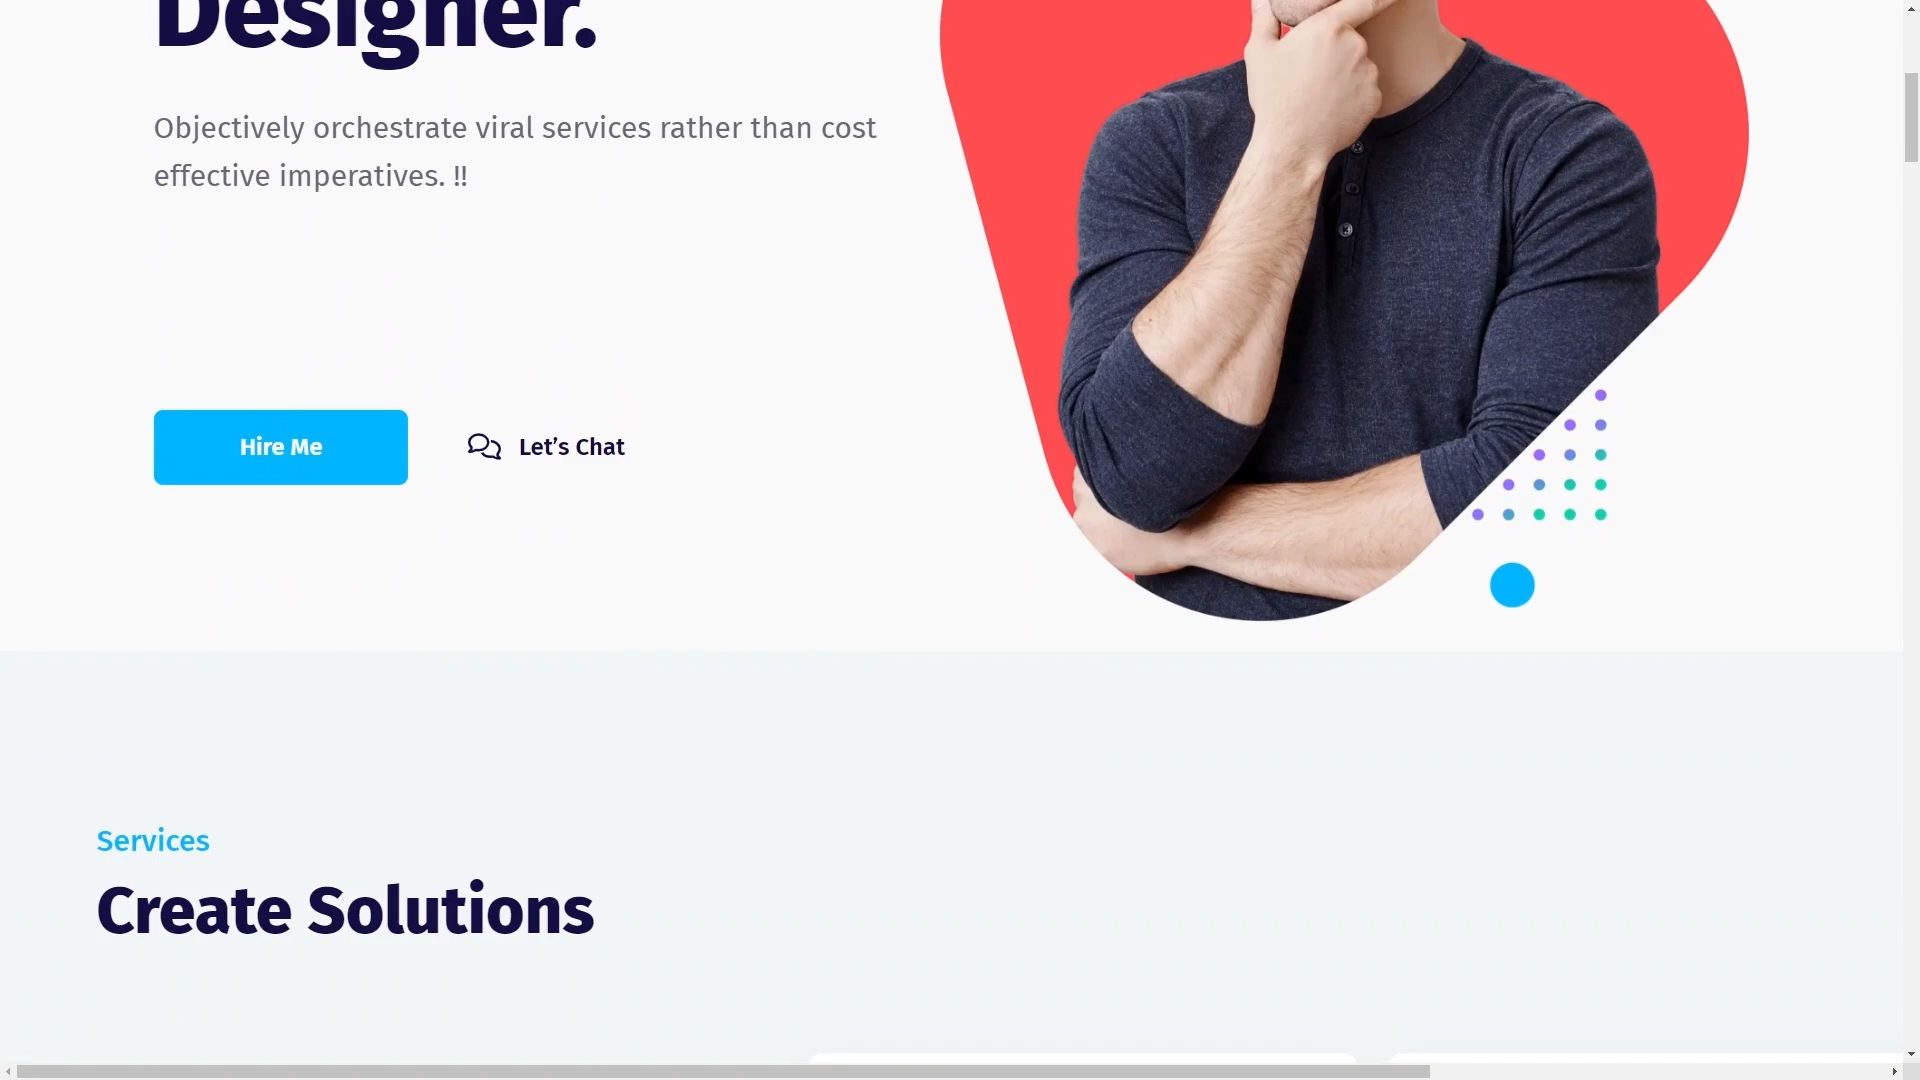 Designer.
Objectively orchestrate viral services rather than cost
effective imperatives. !!
Hire Me
Let’s Chat
Services
Create Solutions